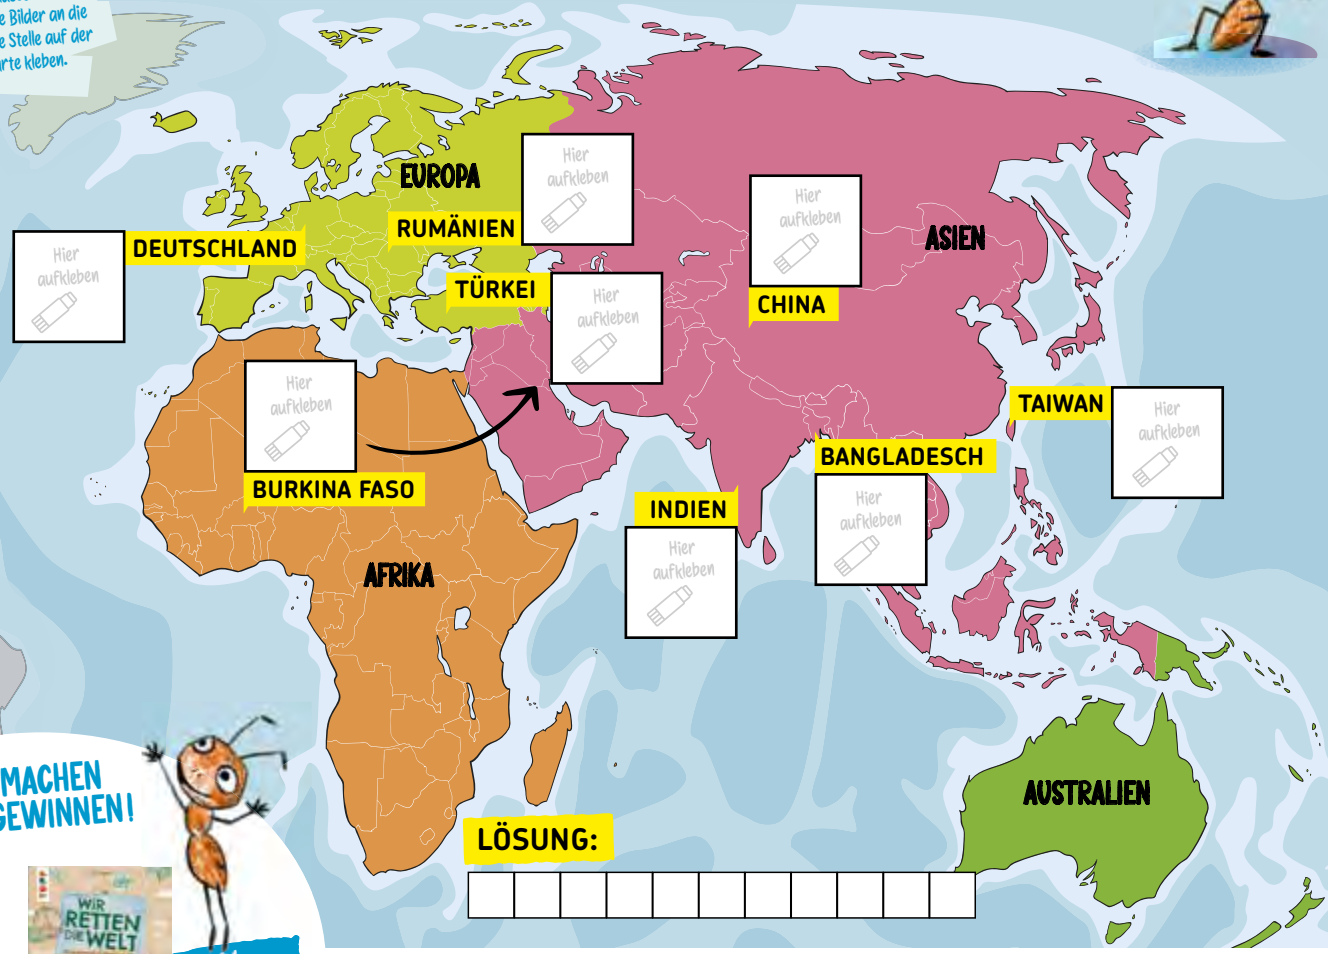 e Bilder an die
e Stelle auf der
rte kleben.
EUROPA
Hier
aufkleben
RUMÄNIEN
Hier
aufkleben
DEUTSCHLAND
Hier
aufkleben
CHINA
ASIEN
TÜRKEI
Hier
aufkleben
Hier
aufkleben
BURKINA FASO
TAIWAN
Hier
aufkleben
BANGLADESCH
Hier
aufkleben
INDIEN
Hier
aufkleben
AFRIKA
AUSTRALIEN
MACHEN
GEWINNEN!
WIR
RETTEN
DIE WELT
LÖSUNG: